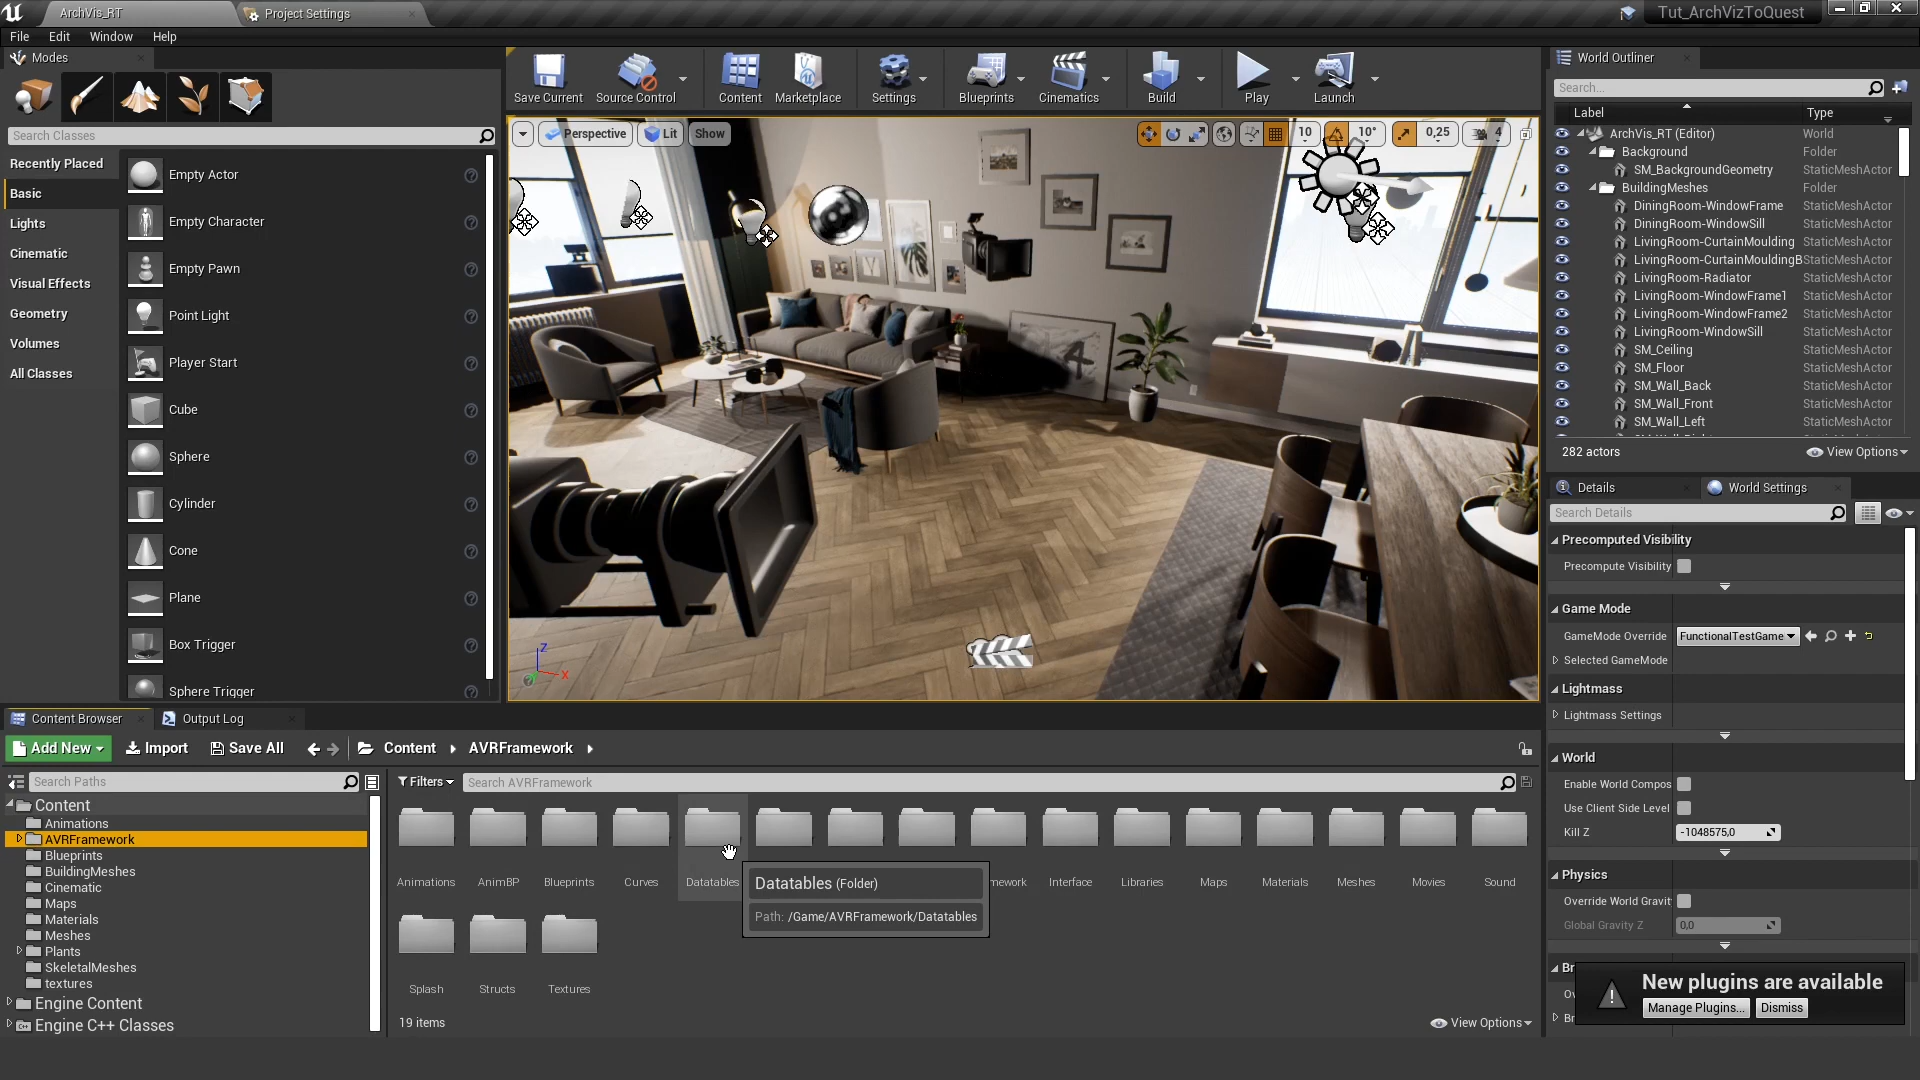 ArchVis_RT
Project Settings
Tut_ArchVizToQuest
File Edit Window Help
Modes
Search Classes
Recently Placed
Basic
Lights
Cinematic
Visual Effects
Geometry
Volumes
All Classes
Empty Actor
Empty Character
Empty Pawn
Point Light
Player Start
Cube
Sphere
Cylinder
Cone
Plane
Box Trigger
Sphere Trigger
Save Current Source Control Content Marketplace Settings Blueprints Cinematics Build Play Launch
Perspective Lit Show
10 10° 0,25 4
Z
X
World Outliner
Search...
Label Type
ArchVis_RT (Editor) World
Background Folder
SM_BackgroundGeometry StaticMeshActor
BuildingMeshes Folder
DiningRoom-WindowFrame StaticMeshActor
DiningRoom-WindowSill StaticMeshActor
LivingRoom-CurtainMoulding StaticMeshActor
LivingRoom-CurtainMouldingB StaticMeshActor
LivingRoom-Radiator StaticMeshActor
LivingRoom-WindowFrame1 StaticMeshActor
LivingRoom-WindowFrame2 StaticMeshActor
LivingRoom-WindowSill StaticMeshActor
SM_Ceiling StaticMeshActor
SM_Floor StaticMeshActor
SM_Wall_Back StaticMeshActor
SM_Wall_Front StaticMeshActor
SM_Wall_Left StaticMeshActor
282 actors View Options
Details World Settings
Search Details
Precomputed Visibility
Precompute Visibility
Game Mode
GameMode Override FunctionalTestGame
Selected GameMode
Lightmass
Lightmass Settings
World
Enable World Compos
Use Client Side Level
Kill Z -1048575,0
Physics
Override World Gravit
Global Gravity Z 0,0
New plugins are available
Manage Plugins... Dismiss
Content Browser Output Log
Add New Import Save All Content AVRFramework
Search Paths
Filters Search AVRFramework
Content
Animations
AVRFramework
Blueprints
BuildingMeshes
Cinematic
Maps
Materials
Meshes
Plants
SkeletalMeshes
textures
Engine Content
Engine C++ Classes
Animations AnimBP Blueprints Curves Datatables mework Interface Libraries Maps Materials Meshes Movies Sound
Datatables (Folder)
Path: /Game/AVRFramework/Datatables
Splash Structs Textures
19 items View Options